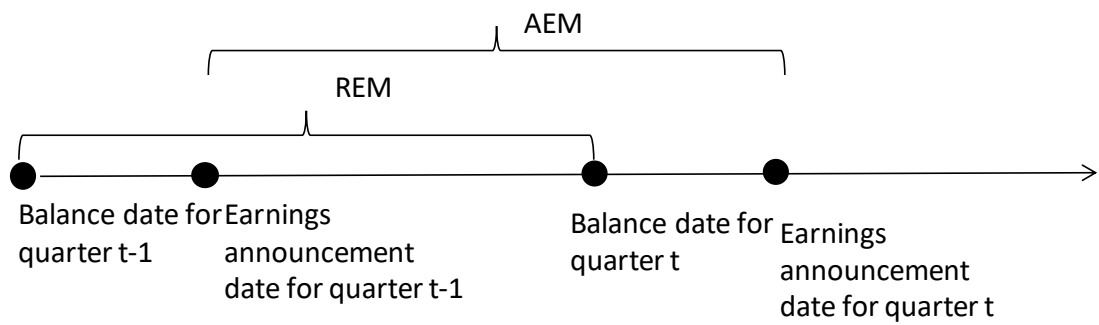 AEM
REM
Balance date for
quarter t-1
Earnings
announcement
date for quarter t-1
Balance date for
quarter t
Earnings
announcement
date for quarter t